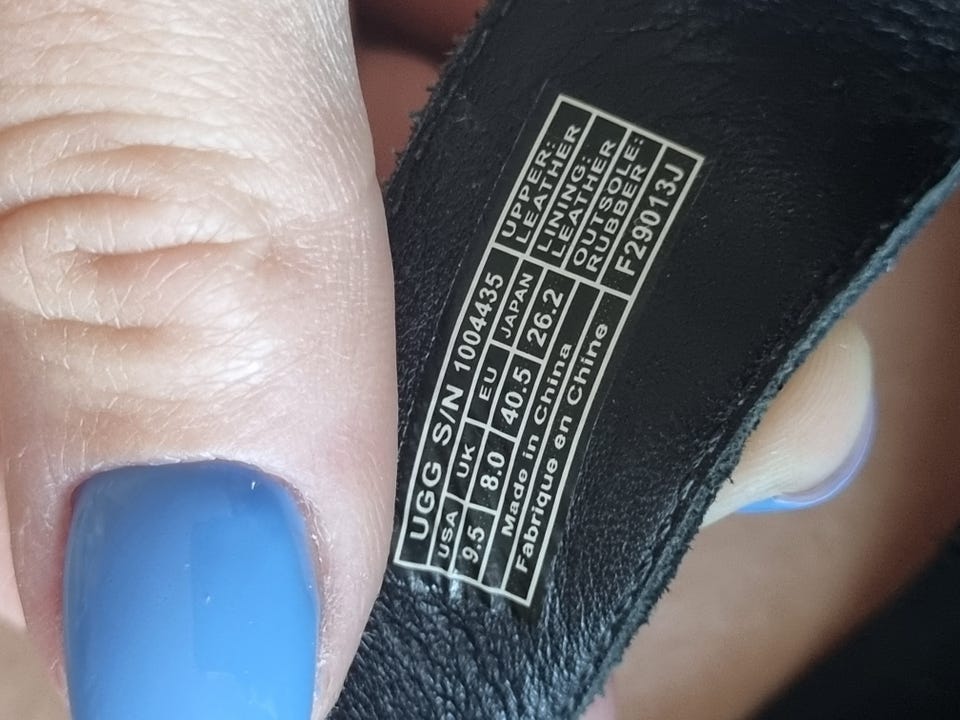 UGG S/N 1004435
USA UK EU JAPAN
9.5 8.0 40.5 26.2
Made in China
Fabrique en Chine
UPPER:
LEATHER
LINING:
LEATHER
OUTSOLE:
RUBBER
F29013J